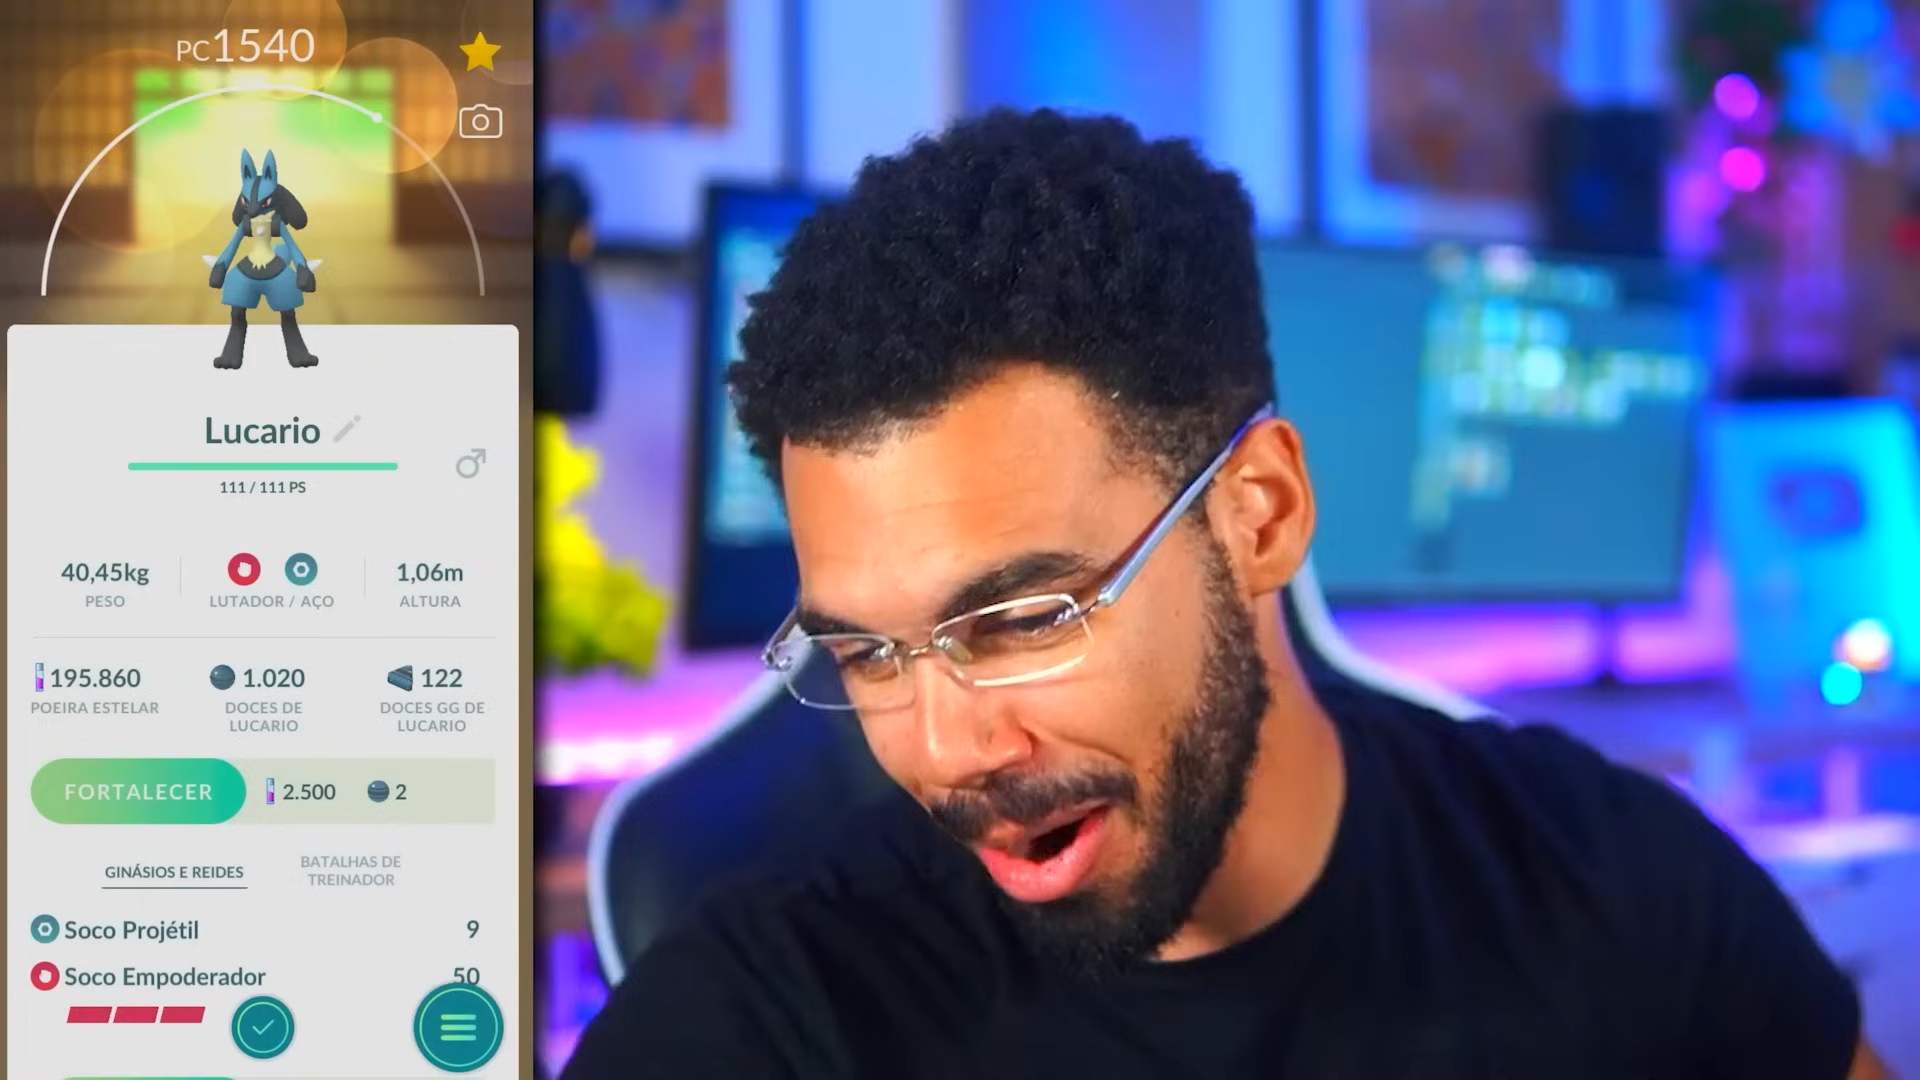 PC1540
Lucario
111 / 111 PS
40,45kg
PESO
LUTADOR / AÇO
1,06m
ALTURA
195.860
POEIRA ESTELAR
1.020
DOCES DE
LUCARIO
122
DOCES GG DE
LUCARIO
FORTALECER
2.500
2
GINÁSIOS E REIDES
BATALHAS DE
TREINADOR
Soco Projétil
9
Soco Empoderador
50